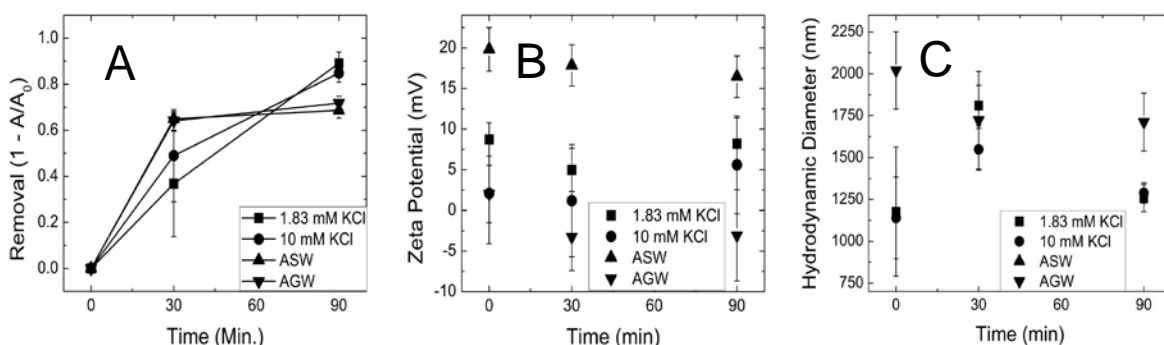 A
Removal (1 - A/A₀)
1.0
0.8
0.6
0.4
0.2
0.0
1.83 mM KCl
10 mM KCl
ASW
AGW
0 30 60 90
Time (Min.)
B
Zeta Potential (mV)
25
20
15
10
5
0
-5
-10
1.83 mM KCl
10 mM KCl
ASW
AGW
0 30 60 90
Time (min)
C
Hydrodynamic Diameter (nm)
2250
2000
1750
1500
1250
1000
750
1.83 mM KCl
10 mM KCl
ASW
AGW
0 30 60 90
Time (min)